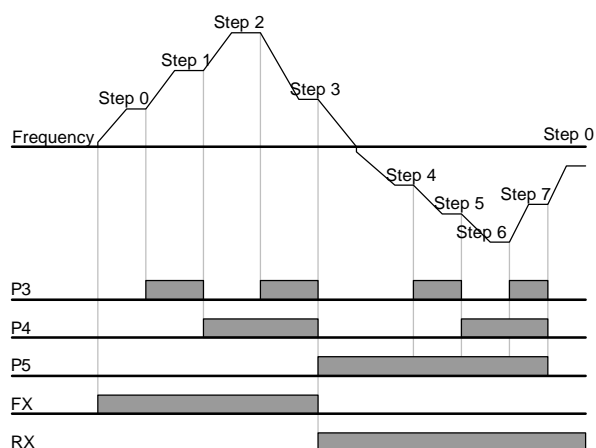 Step 2
Step 1
Step 0
Step 3
Frequency
Step 0
Step 4
Step 7
Step 5
Step 6
P3
P4
P5
FX
RX